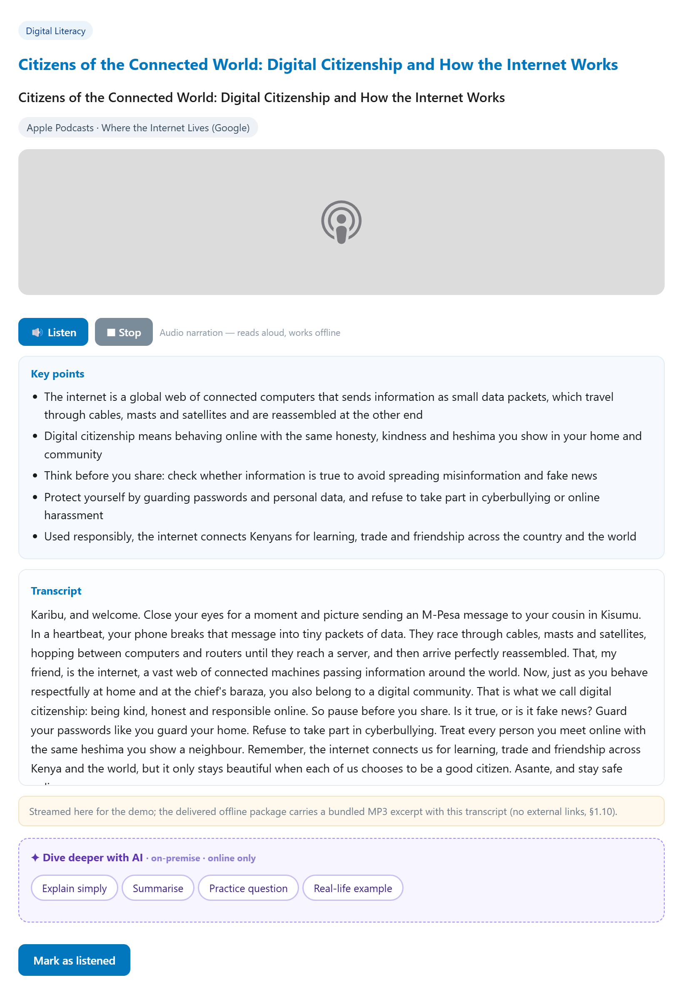 Digital Literacy
Citizens of the Connected World: Digital Citizenship and How the Internet Works
Citizens of the Connected World: Digital Citizenship and How the Internet Works
Apple Podcasts · Where the Internet Lives (Google)
Listen
Stop
Audio narration — reads aloud, works offline
Key points
• The internet is a global web of connected computers that sends information as small data packets, which travel
through cables, masts and satellites and are reassembled at the other end
• Digital citizenship means behaving online with the same honesty, kindness and heshima you show in your home and
community
• Think before you share: check whether information is true to avoid spreading misinformation and fake news
• Protect yourself by guarding passwords and personal data, and refuse to take part in cyberbullying or online
harassment
• Used responsibly, the internet connects Kenyans for learning, trade and friendship across the country and the world
Transcript
Karibu, and welcome. Close your eyes for a moment and picture sending an M-Pesa message to your cousin in Kisumu.
In a heartbeat, your phone breaks that message into tiny packets of data. They race through cables, masts and satellites,
hopping between computers and routers until they reach a server, and then arrive perfectly reassembled. That, my
friend, is the internet, a vast web of connected machines passing information around the world. Now, just as you behave
respectfully at home and at the chief's baraza, you also belong to a digital community. That is what we call digital
citizenship: being kind, honest and responsible online. So pause before you share. Is it true, or is it fake news? Guard
your passwords like you guard your home. Refuse to take part in cyberbullying. Treat every person you meet online with
the same heshima you show a neighbour. Remember, the internet connects us for learning, trade and friendship across
Kenya and the world, but it only stays beautiful when each of us chooses to be a good citizen. Asante, and stay safe
Streamed here for the demo; the delivered offline package carries a bundled MP3 excerpt with this transcript (no external links, §1.10).
✦ Dive deeper with AI · on-premise · online only
Explain simply
Summarise
Practice question
Real-life example
Mark as listened